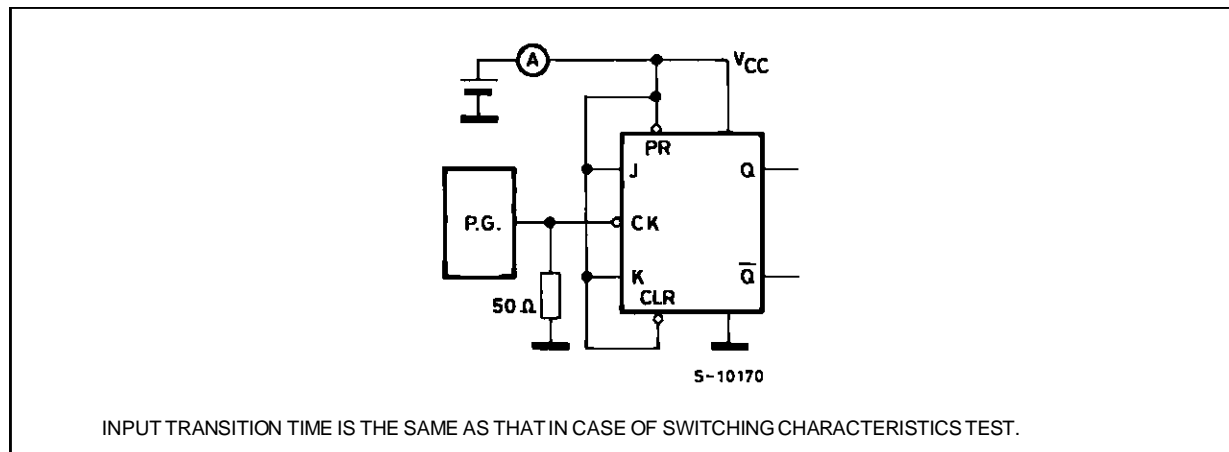 A
VCC
PR
J Q
P.G. CK
K Q̅
CLR
50 Ω
S-10170
INPUT TRANSITION TIME IS THE SAME AS THAT IN CASE OF SWITCHING CHARACTERISTICS TEST.